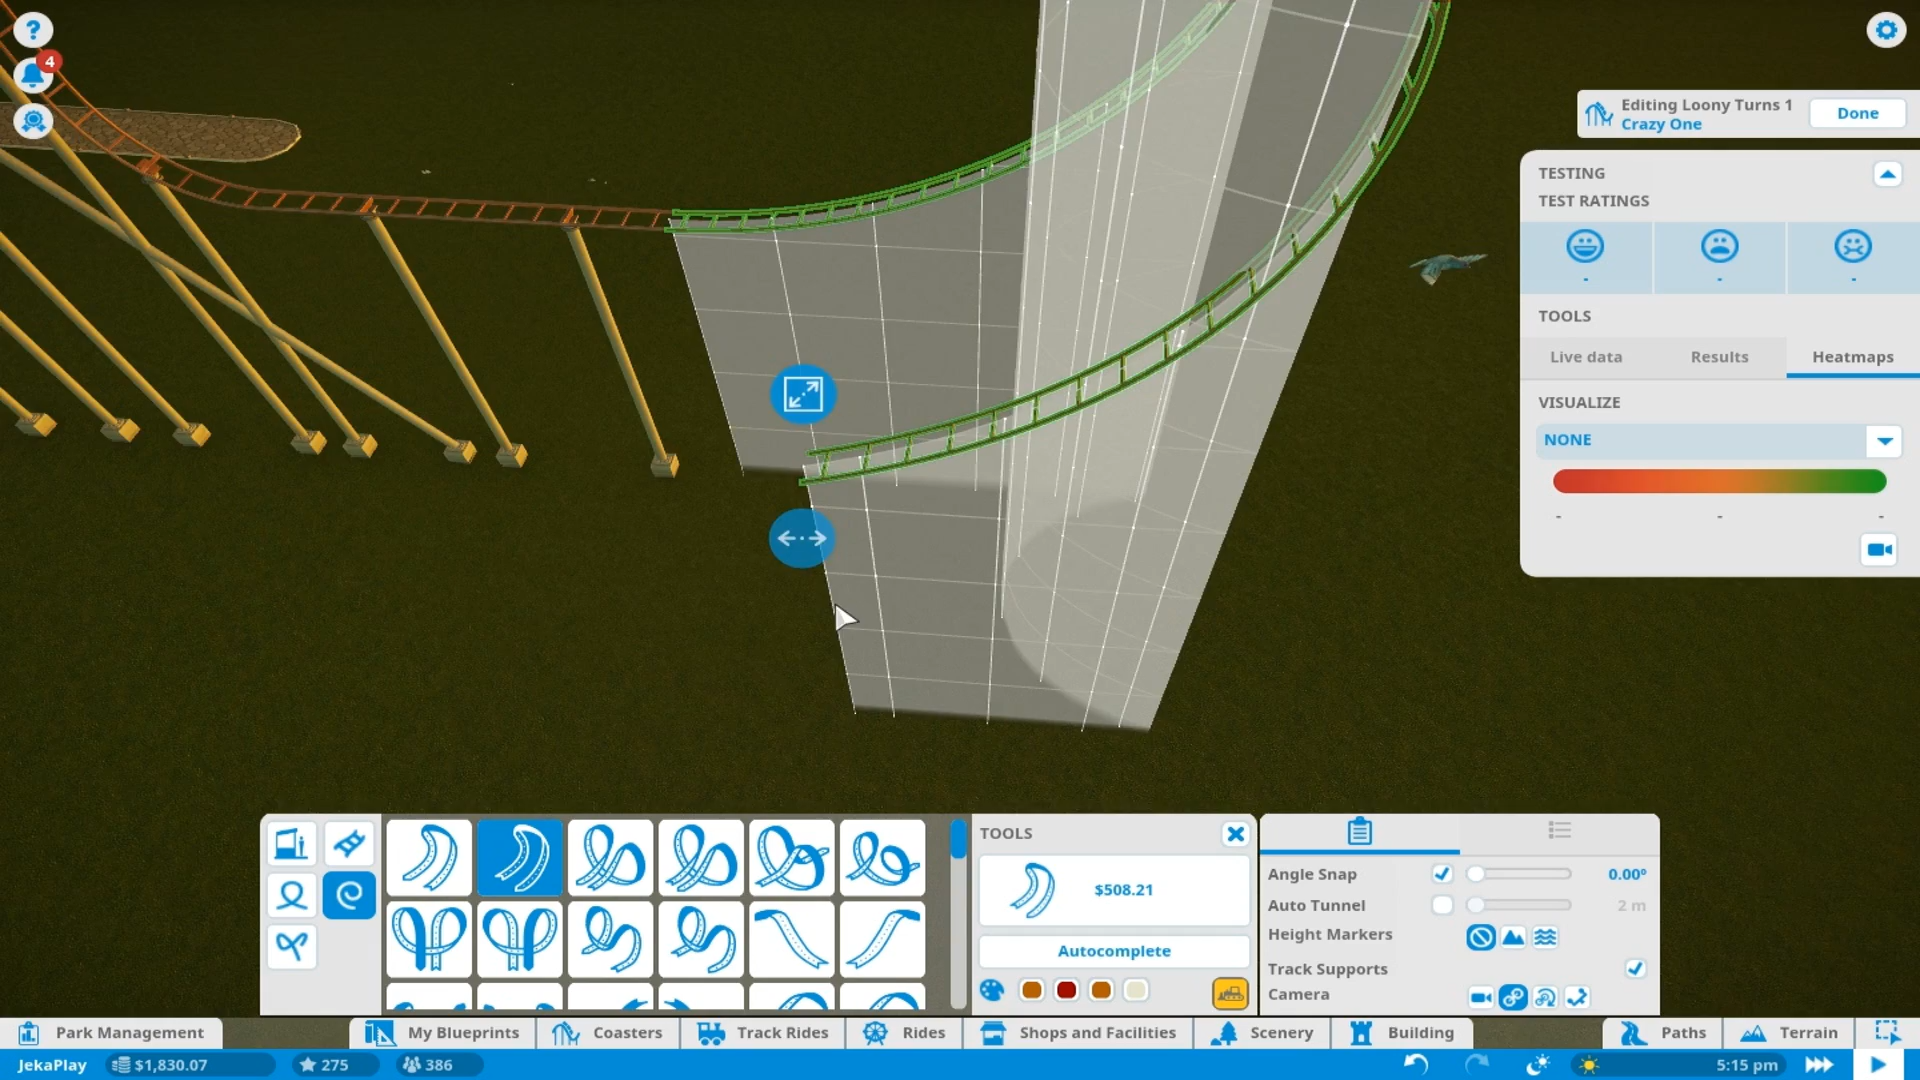 ?
4
Editing Loony Turns 1
Crazy One
Done
TESTING
TEST RATINGS
- - -
TOOLS
Live data Results Heatmaps
VISUALIZE
NONE
- - -
TOOLS
$508.21
Autocomplete
Angle Snap 0.00°
Auto Tunnel 2 m
Height Markers
Track Supports
Camera
Park Management My Blueprints Coasters Track Rides Rides Shops and Facilities Scenery Building Paths Terrain
JekaPlay $1,830.07 275 386 5:15 pm